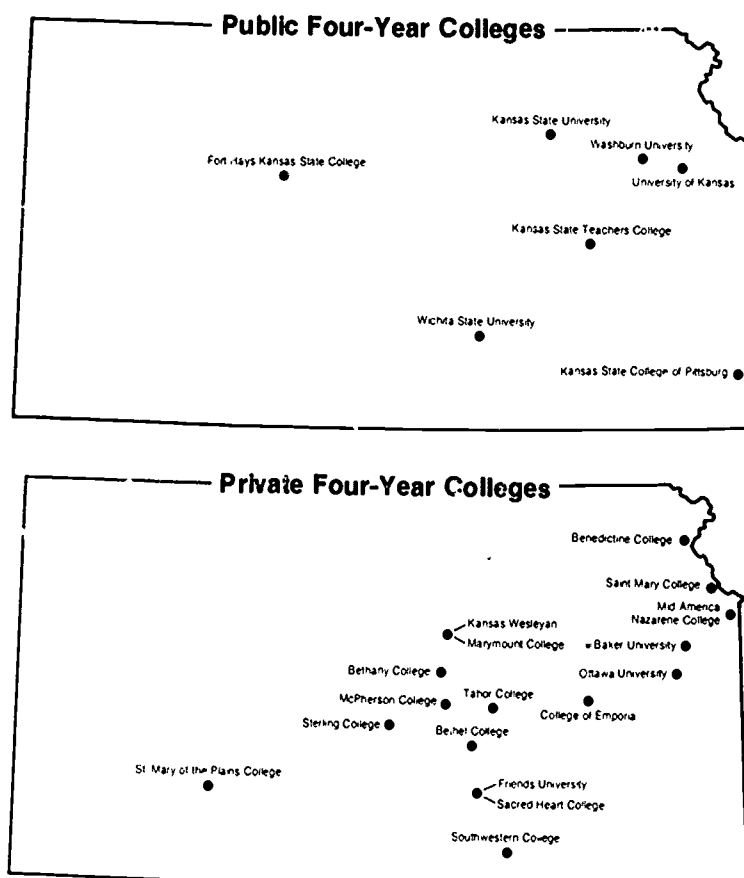 Public Four-Year Colleges
Kansas State University
Washburn University
Fort Hays Kansas State College
University of Kansas
Kansas State Teachers College
Wichita State University
Kansas State College of Pittsburg
Private Four-Year Colleges
Benedictine College
Saint Mary College
Mid America
Nazarene College
Kansas Wesleyan
Marymount College
Baker University
Bethany College
Ottawa University
McPherson College
Tabor College
College of Emporia
Sterling College
Bethel College
St. Mary of the Plains College
Friends University
Sacred Heart College
Southwestern College